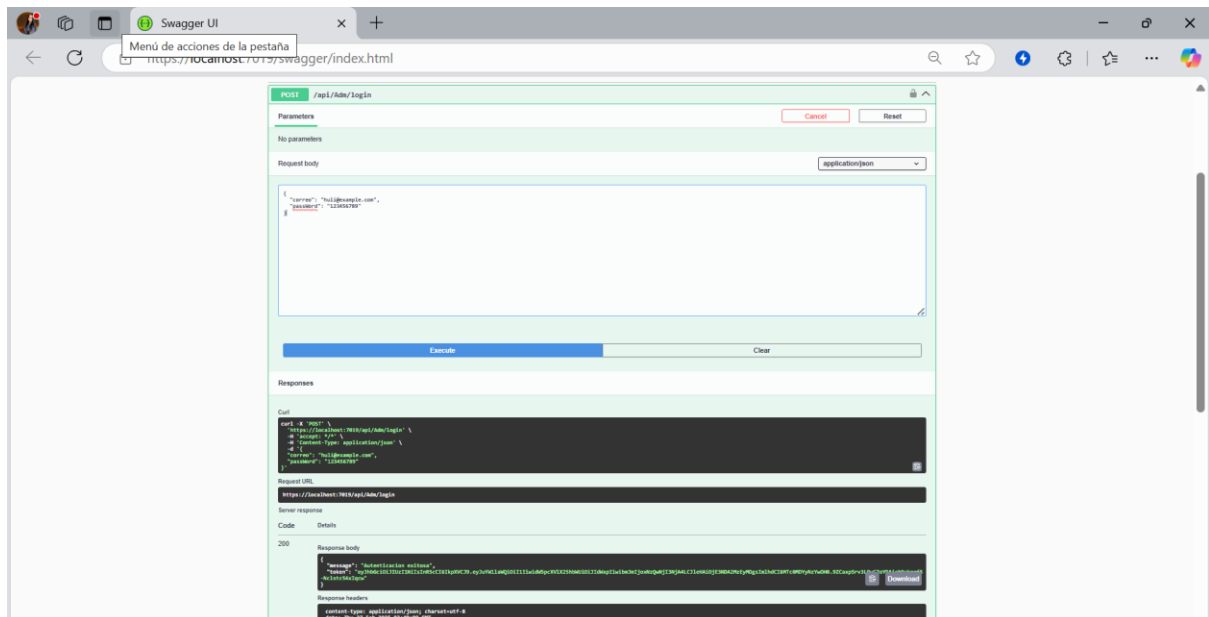 Swagger UI
Menú de acciones de la pestaña
https://localhost:7019/swagger/index.html
POST /api/Adm/login
Parameters
Cancel
Reset
No parameters
Request body
application/json
{
"correo": "huli@example.com",
"passWord": "123456789"
}
Execute
Clear
Responses
Curl
curl -X 'POST' \
'https://localhost:7019/api/Adm/login' \
-H 'accept: */*' \
-H 'Content-Type: application/json' \
-d '{
"correo": "huli@example.com",
"passWord": "123456789"
}'
Request URL
https://localhost:7019/api/Adm/login
Server response
Code Details
200
Response body
{
"message": "Autenticacion exitosa",
"token":
}
Download
Response headers
content-type: application/json; charset=utf-8